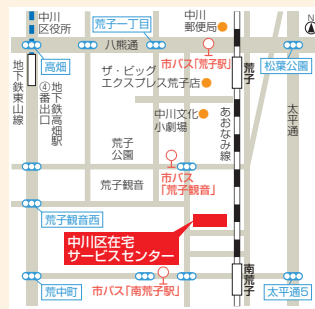 中川
区役所
荒子一丁目
中川
郵便局
N
八熊通
市バス「荒子駅」
高畑
荒子
松葉公園
ザ・ビッグ
エクスプレス荒子店
地下鉄東山線
地下鉄高畑駅
④番出口
中川文化
小劇場
あおなみ線
太平通
荒子
公園
市バス
「荒子観音」
荒子観音
荒子観音西
中川区在宅
サービスセンター
南荒子
荒中町
市バス「南荒子駅」
太平通5